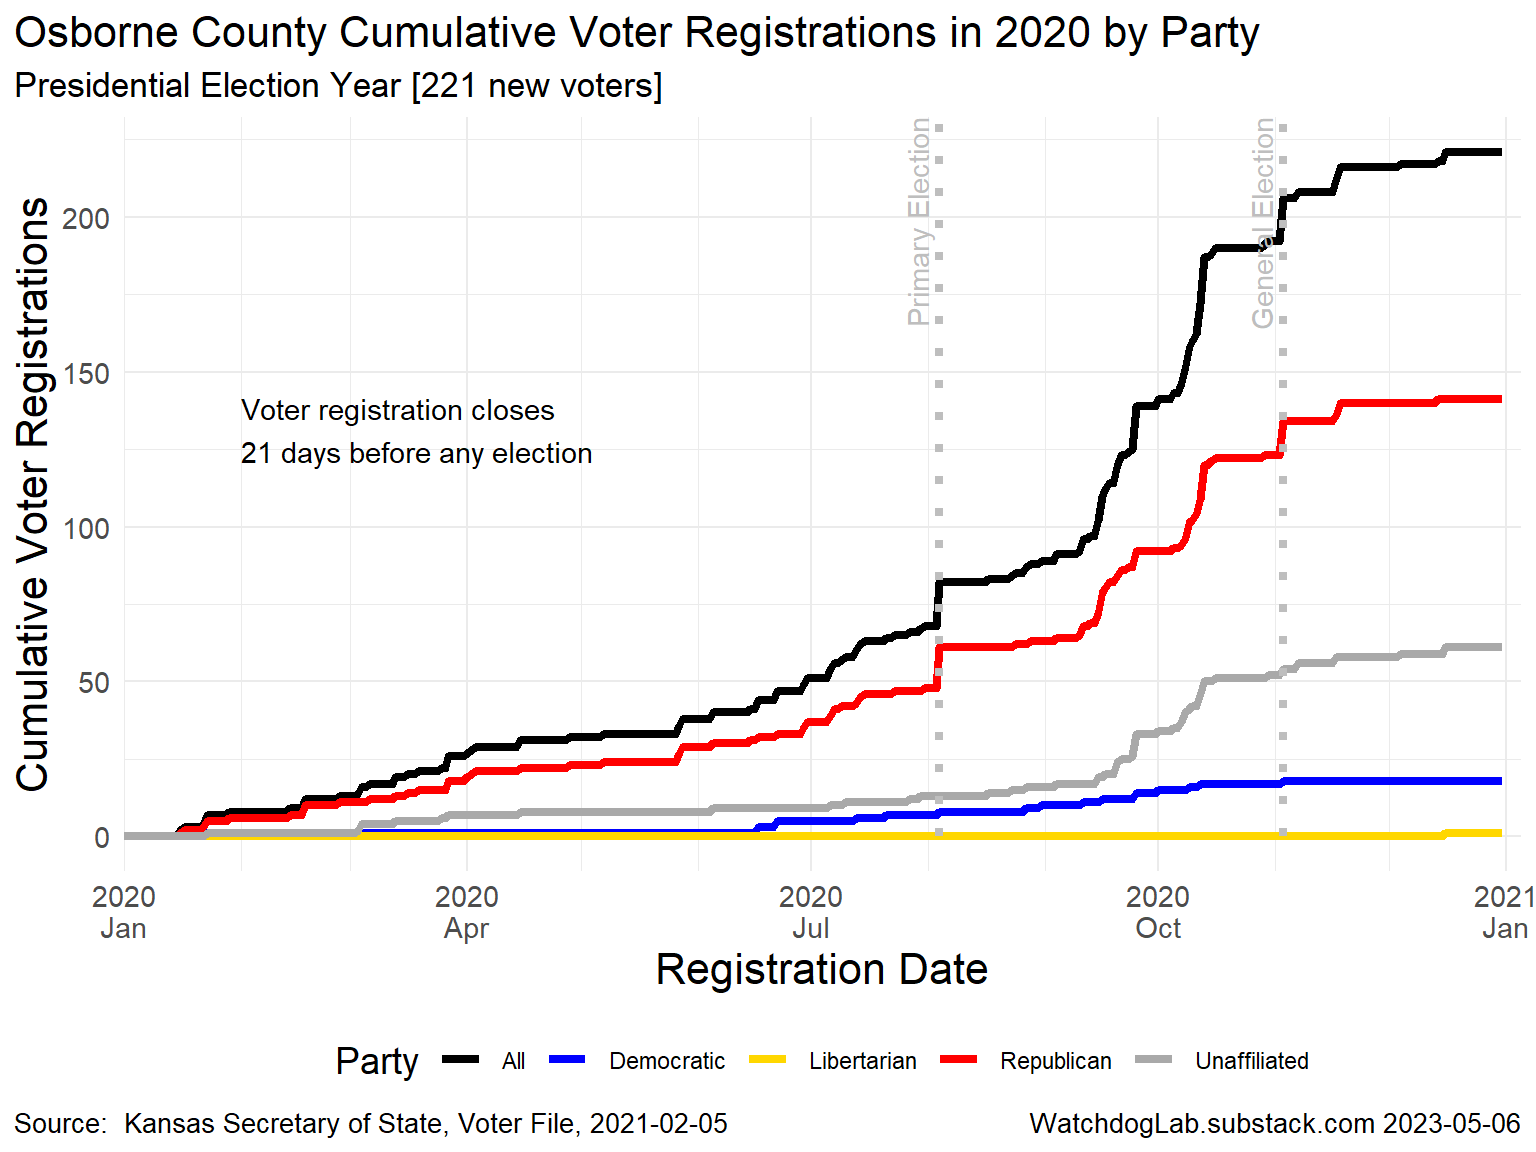 Osborne County Cumulative Voter Registrations in 2020 by Party
Presidential Election Year [221 new voters]
Cumulative Voter Registrations
200
150
100
50
0
Primary Election
General Election
Voter registration closes
21 days before any election
2020
Jan
2020
Apr
2020
Jul
2020
Oct
2021
Jan
Registration Date
Party
All
Democratic
Libertarian
Republican
Unaffiliated
Source:  Kansas Secretary of State, Voter File, 2021-02-05
WatchdogLab.substack.com 2023-05-06